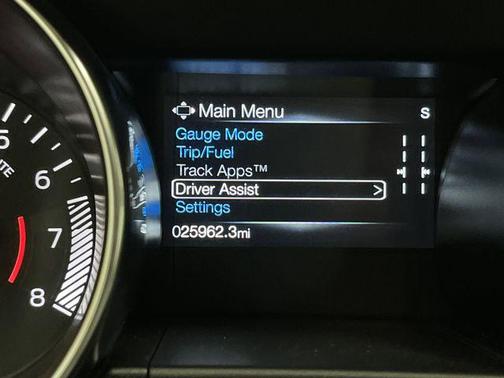 Main Menu
S
Gauge Mode
Trip/Fuel
Track Apps™
Driver Assist >
Settings
025962.3mi
5
6
7
8